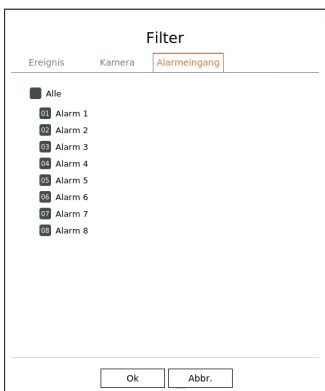 Filter
Ereignis Kamera Alarmeingang
Alle
01 Alarm 1
02 Alarm 2
03 Alarm 3
04 Alarm 4
05 Alarm 5
06 Alarm 6
07 Alarm 7
08 Alarm 8
Ok Abbr.